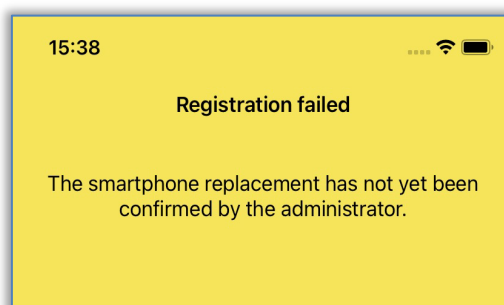 15:38
Registration failed
The smartphone replacement has not yet been
confirmed by the administrator.